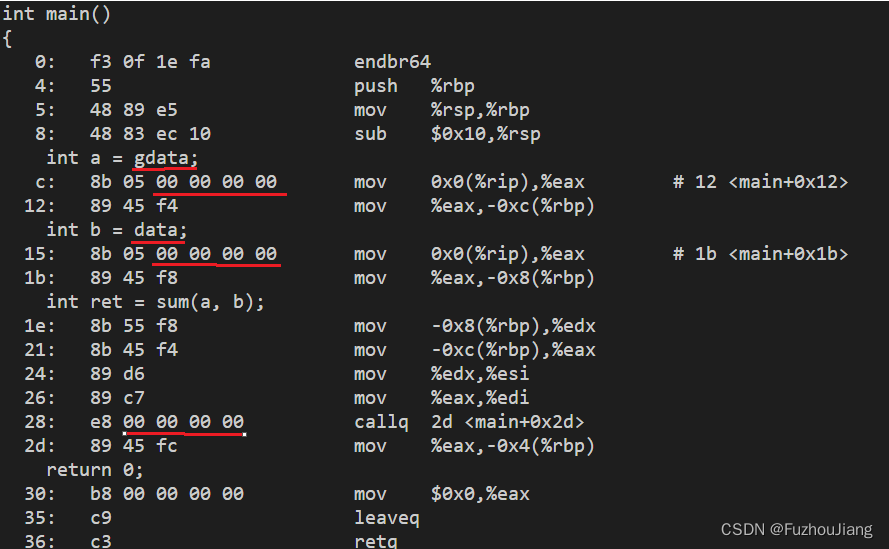 int main()
{
   0:   f3 0f 1e fa             endbr64
   4:   55                      push   %rbp
   5:   48 89 e5                mov    %rsp,%rbp
   8:   48 83 ec 10             sub    $0x10,%rsp
    int a = gdata;
   c:   8b 05 00 00 00 00       mov    0x0(%rip),%eax        # 12 <main+0x12>
  12:   89 45 f4                mov    %eax,-0xc(%rbp)
    int b = data;
  15:   8b 05 00 00 00 00       mov    0x0(%rip),%eax        # 1b <main+0x1b>
  1b:   89 45 f8                mov    %eax,-0x8(%rbp)
    int ret = sum(a, b);
  1e:   8b 55 f8                mov    -0x8(%rbp),%edx
  21:   8b 45 f4                mov    -0xc(%rbp),%eax
  24:   89 d6                   mov    %edx,%esi
  26:   89 c7                   mov    %eax,%edi
  28:   e8 00 00 00 00          callq  2d <main+0x2d>
  2d:   89 45 fc                mov    %eax,-0x4(%rbp)
    return 0;
  30:   b8 00 00 00 00          mov    $0x0,%eax
  35:   c9                      leaveq
  36:   c3                      retq
CSDN @FuzhouJiang